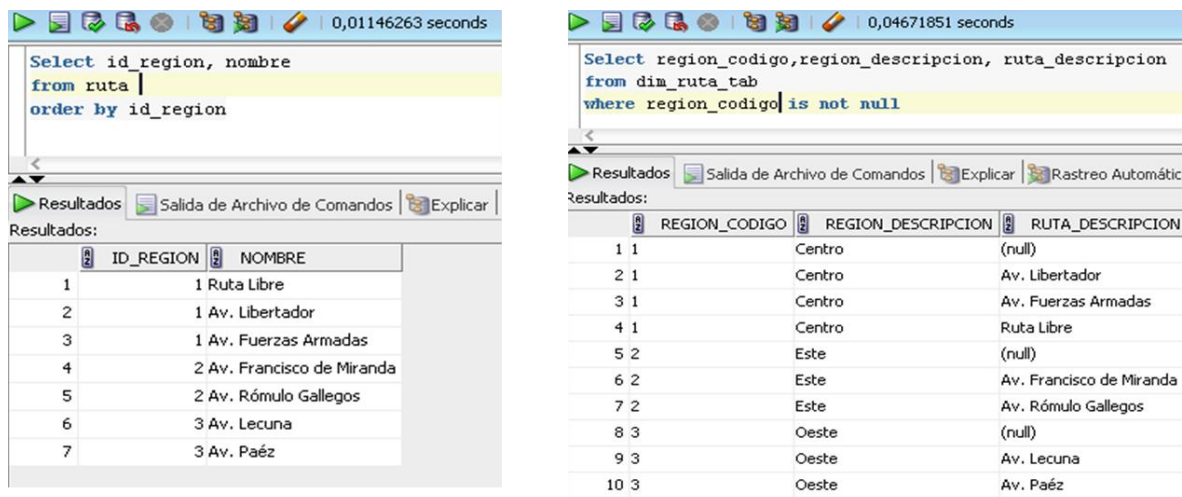 0,01146263 seconds
Select id_region, nombre
from ruta
order by id_region
Resultados Salida de Archivo de Comandos Explicar
Resultados:
ID_REGION NOMBRE
1 1 Ruta Libre
2 1 Av. Libertador
3 1 Av. Fuerzas Armadas
4 2 Av. Francisco de Miranda
5 2 Av. Rómulo Gallegos
6 3 Av. Lecuna
7 3 Av. Paéz
0,04671851 seconds
Select region_codigo,region_descripcion, ruta_descripcion
from dim_ruta_tab
where region_codigo is not null
Resultados Salida de Archivo de Comandos Explicar Rastreo Automátic
Resultados:
REGION_CODIGO REGION_DESCRIPCION RUTA_DESCRIPCION
1 1 Centro (null)
2 1 Centro Av. Libertador
3 1 Centro Av. Fuerzas Armadas
4 1 Centro Ruta Libre
5 2 Este (null)
6 2 Este Av. Francisco de Miranda
7 2 Este Av. Rómulo Gallegos
8 3 Oeste (null)
9 3 Oeste Av. Lecuna
10 3 Oeste Av. Paéz